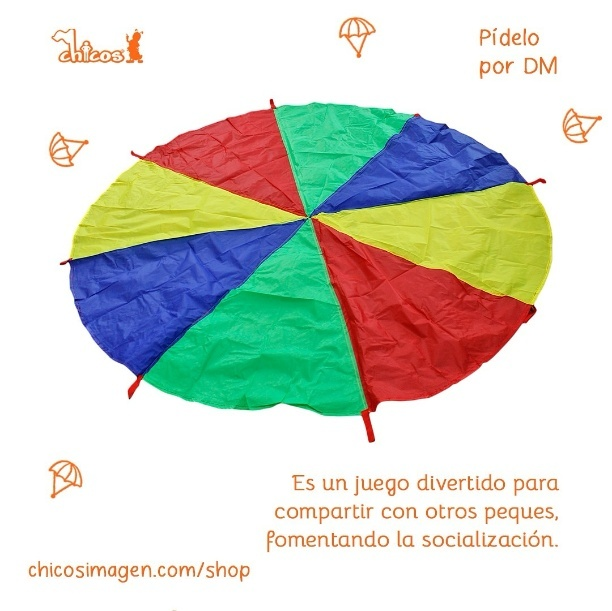 chicos
Pídelo
por DM
Es un juego divertido para
compartir con otros peques,
fomentando la socialización.
chicosimagen.com/shop